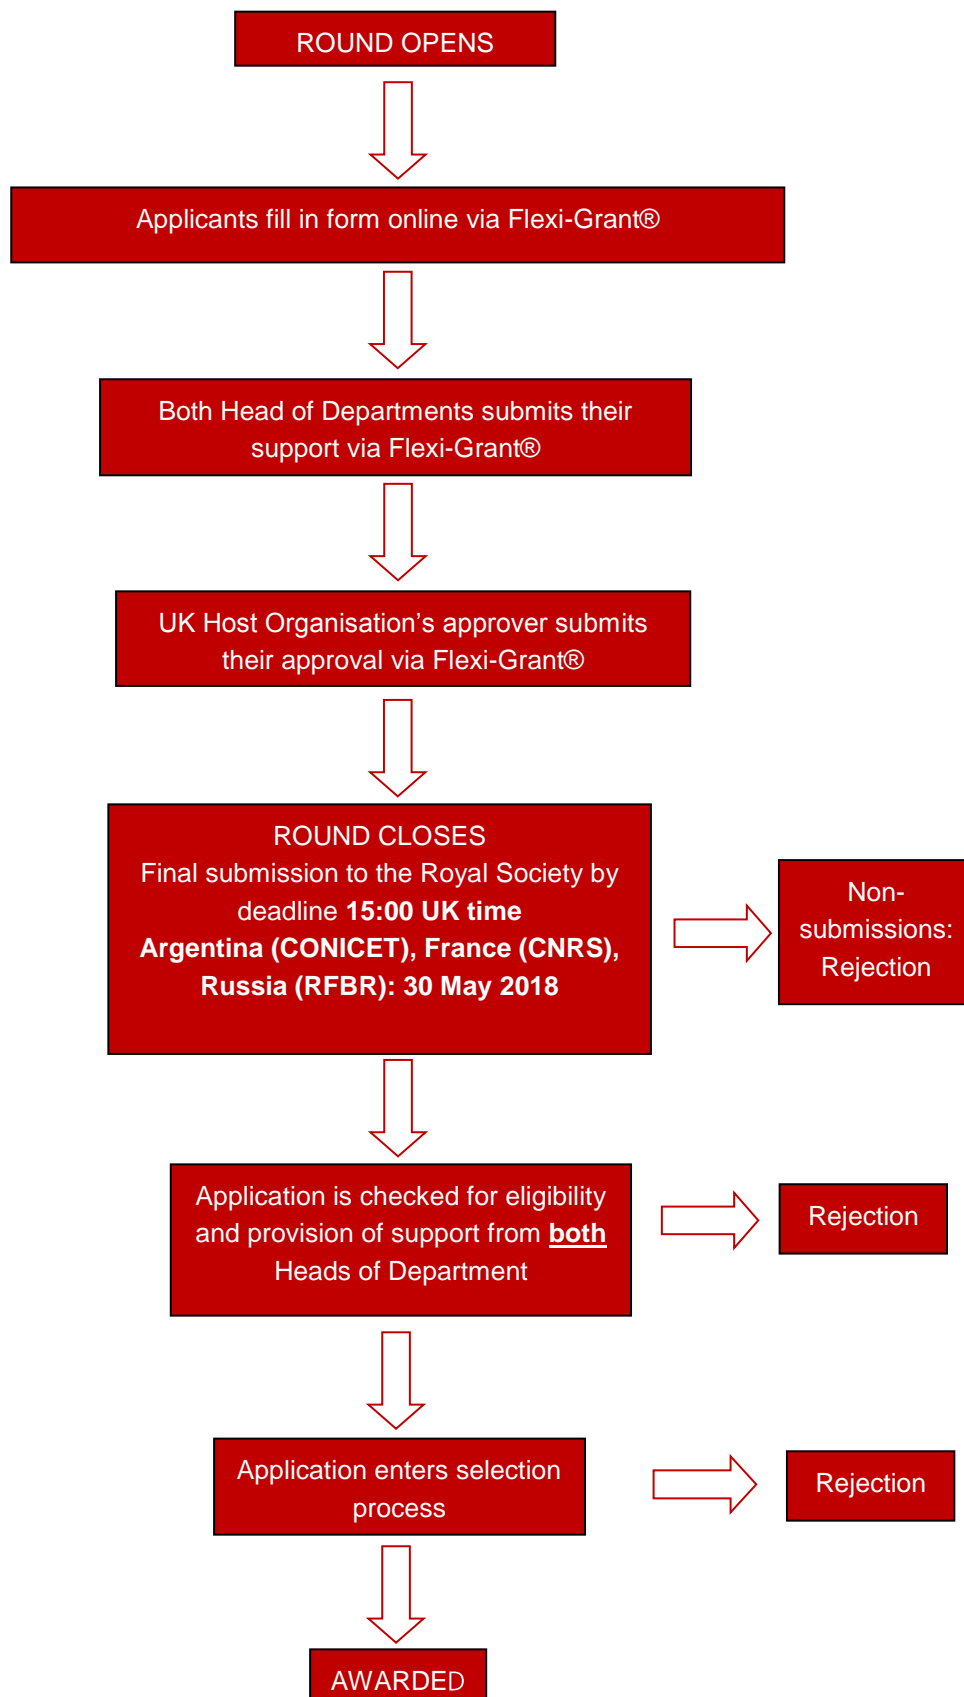 ROUND OPENS
Applicants fill in form online via Flexi-Grant®
Both Head of Departments submits their
support via Flexi-Grant®
UK Host Organisation’s approver submits
their approval via Flexi-Grant®
ROUND CLOSES
Final submission to the Royal Society by
deadline 15:00 UK time
Argentina (CONICET), France (CNRS),
Russia (RFBR): 30 May 2018
Non-
submissions:
Rejection
Application is checked for eligibility
and provision of support from both
Heads of Department
Rejection
Application enters selection
process
Rejection
AWARDED